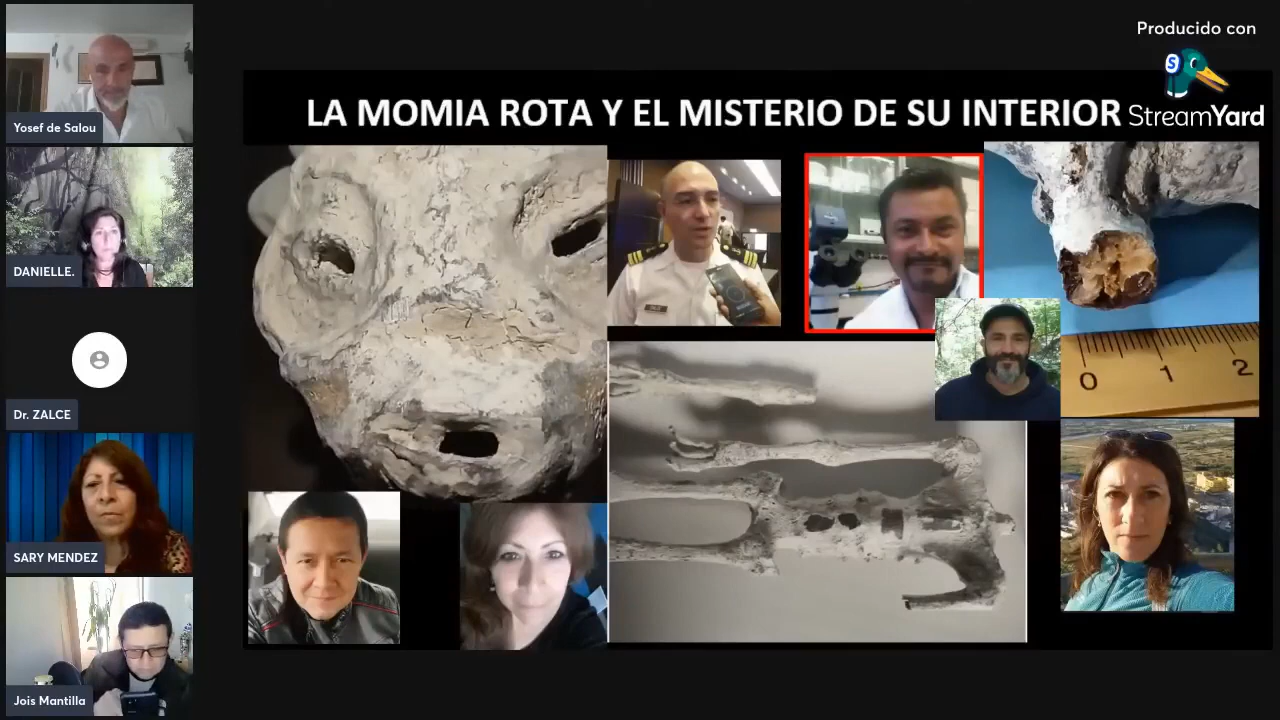 Producido con
StreamYard
LA MOMIA ROTA Y EL MISTERIO DE SU INTERIOR
Yosef de Salou
DANIELLE.
Dr. ZALCE
SARY MENDEZ
Jois Mantilla
S
0 1 2